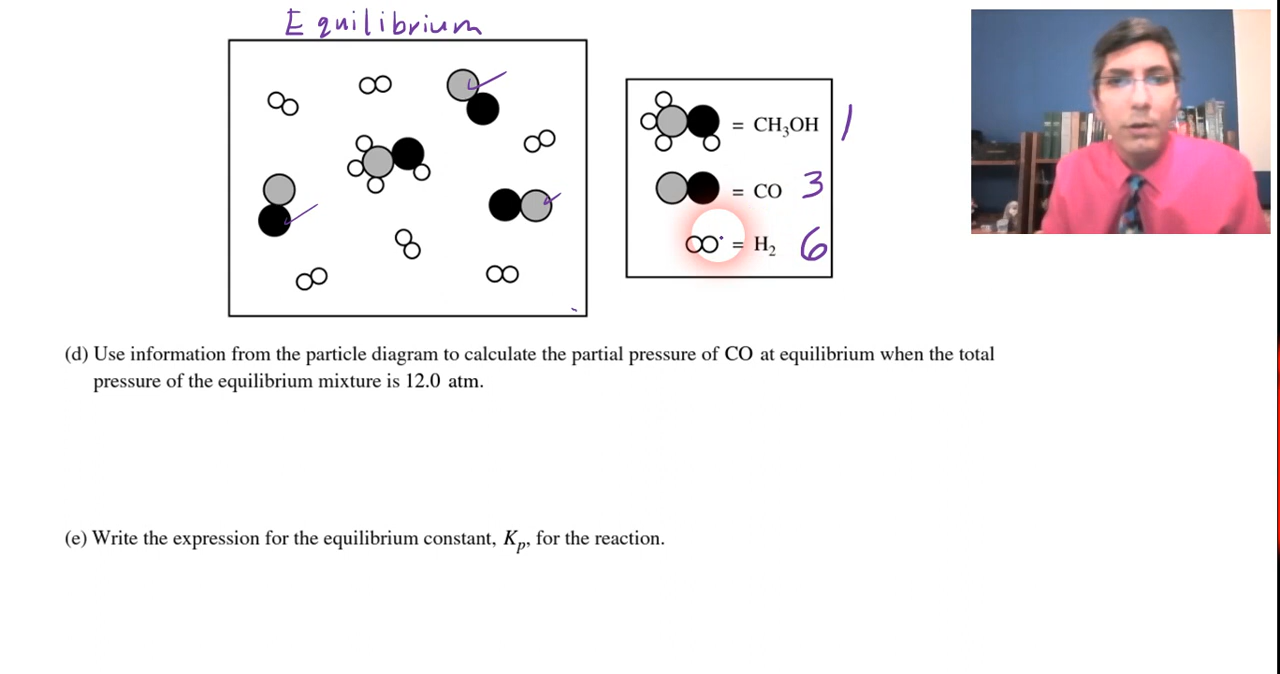 Equilibrium
= CH₃OH 1
= CO 3
= H₂ 6
(d) Use information from the particle diagram to calculate the partial pressure of CO at equilibrium when the total
pressure of the equilibrium mixture is 12.0 atm.
(e) Write the expression for the equilibrium constant, Kₚ, for the reaction.